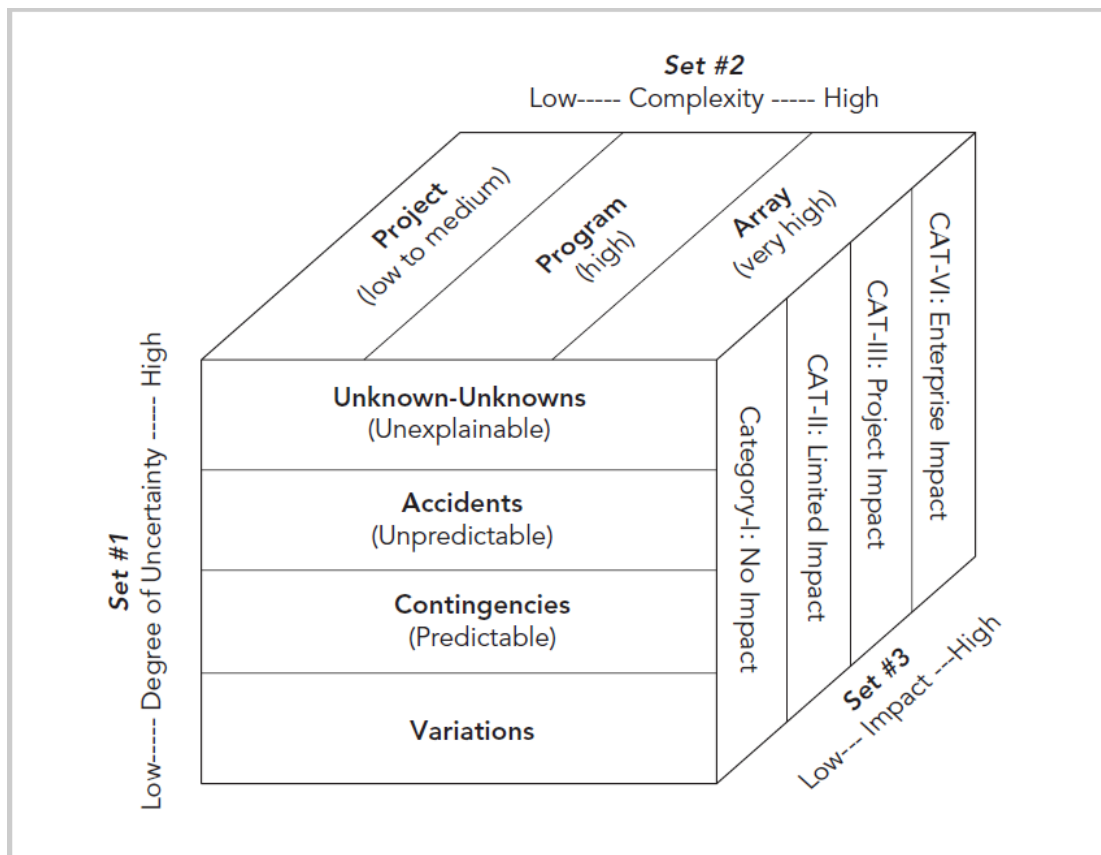 Set #2
Low----- Complexity ----- High
Project
(low to medium)
Program
(high)
Array
(very high)
Set #1
Low----- Degree of Uncertainty ----- High
Unknown-Unknowns
(Unexplainable)
Accidents
(Unpredictable)
Contingencies
(Predictable)
Variations
Category-I: No Impact
CAT-II: Limited Impact
CAT-III: Project Impact
CAT-VI: Enterprise Impact
Set #3
Low--- Impact ---High